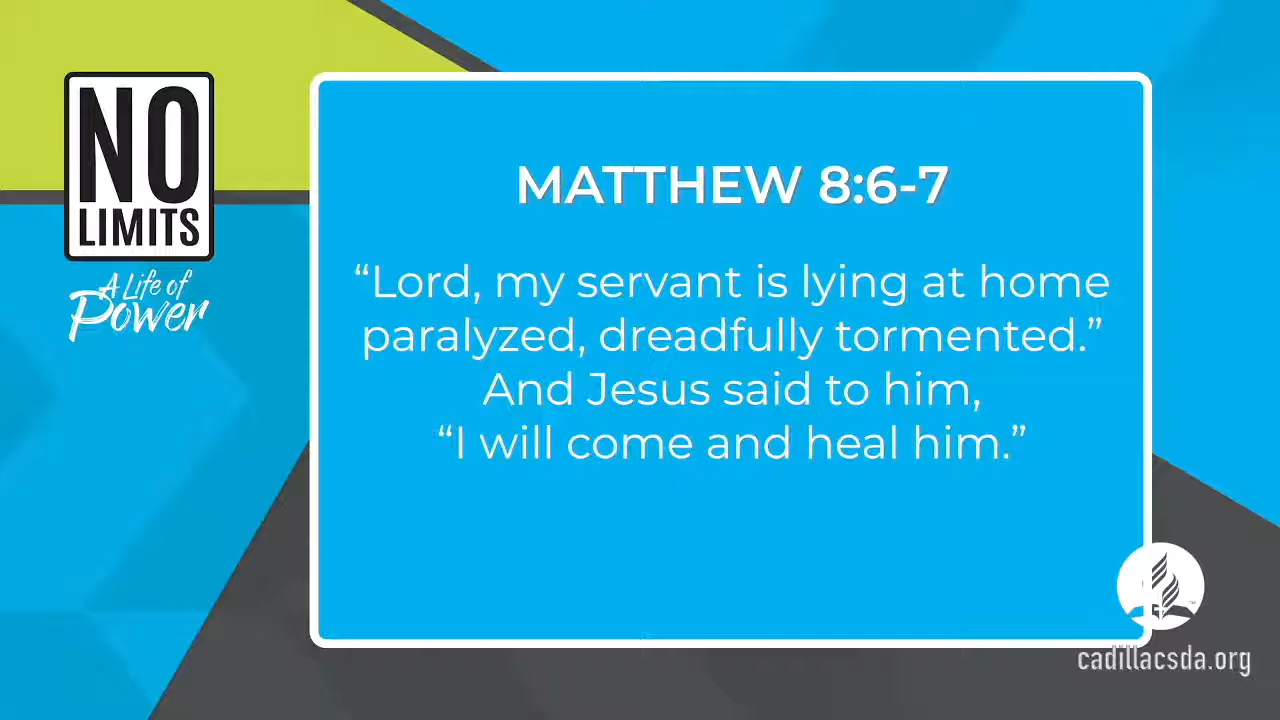 NO
LIMITS
A Life of
Power
MATTHEW 8:6-7
“Lord, my servant is lying at home
paralyzed, dreadfully tormented.”
And Jesus said to him,
“I will come and heal him.”
cadillacsda.org